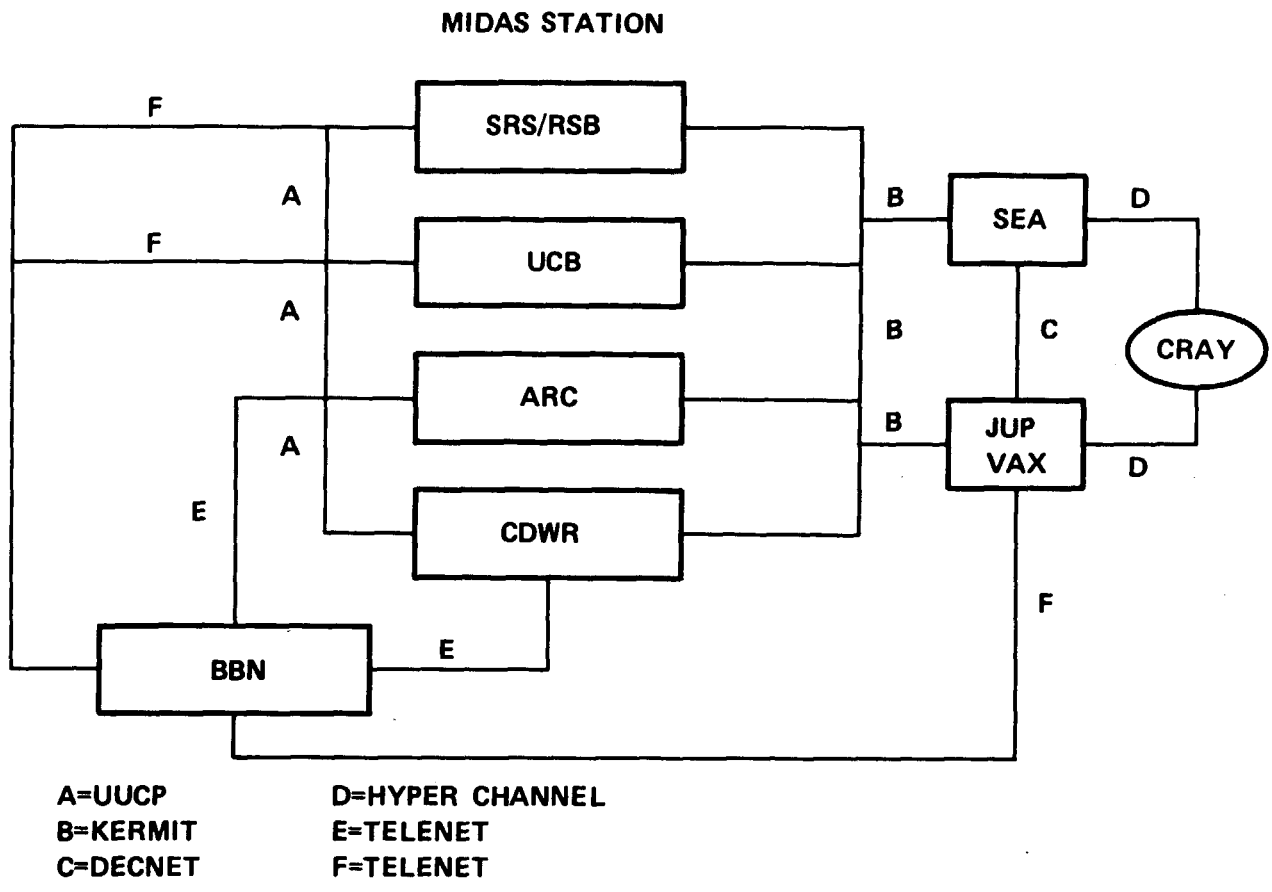 MIDAS STATION
F
SRS/RSB
A
B
SEA
D
F
UCB
A
B
C
CRAY
ARC
A
B
JUP
VAX
D
E
CDWR
F
E
BBN
A=UUCP
D=HYPER CHANNEL
B=KERMIT
E=TELENET
C=DECNET
F=TELENET